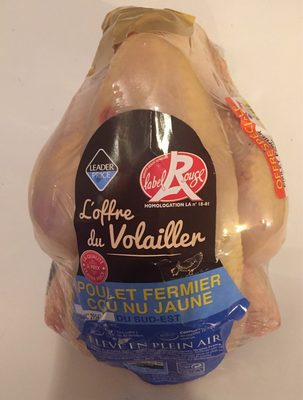 LEADER
PRICE
label
Rouge
HOMOLOGATION LA n° 18-81
L'offre
du Volailler
POULET FERMIER
COU NU JAUNE
DU SUD-EST
ÉLEVÉ EN PLEIN AIR